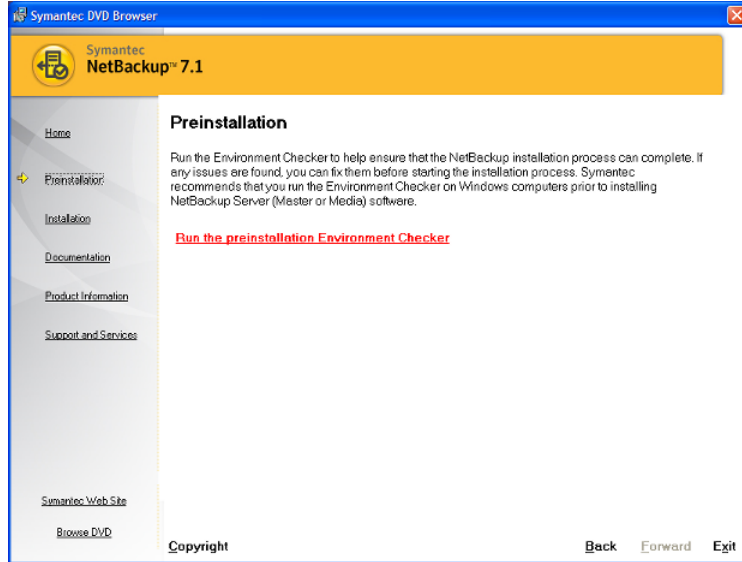 Symantec DVD Browser
Symantec
NetBackup™ 7.1
Home
Preinstallation
Installation
Documentation
Product Information
Support and Services
Symantec Web Site
Browse DVD
Preinstallation
Run the Environment Checker to help ensure that the NetBackup installation process can complete. If
any issues are found, you can fix them before starting the installation process. Symantec
recommends that you run the Environment Checker on Windows computers prior to installing
NetBackup Server (Master or Media) software.
Run the preinstallation Environment Checker
Copyright
Back Forward Exit